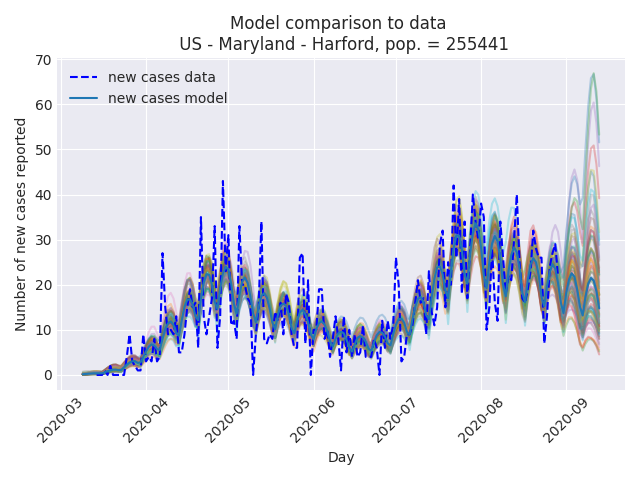 Model comparison to data
US - Maryland - Harford, pop. = 255441
new cases data
new cases model
Number of new cases reported
70
60
50
40
30
20
10
0
2020-03
2020-04
2020-05
2020-06
2020-07
2020-08
2020-09
Day